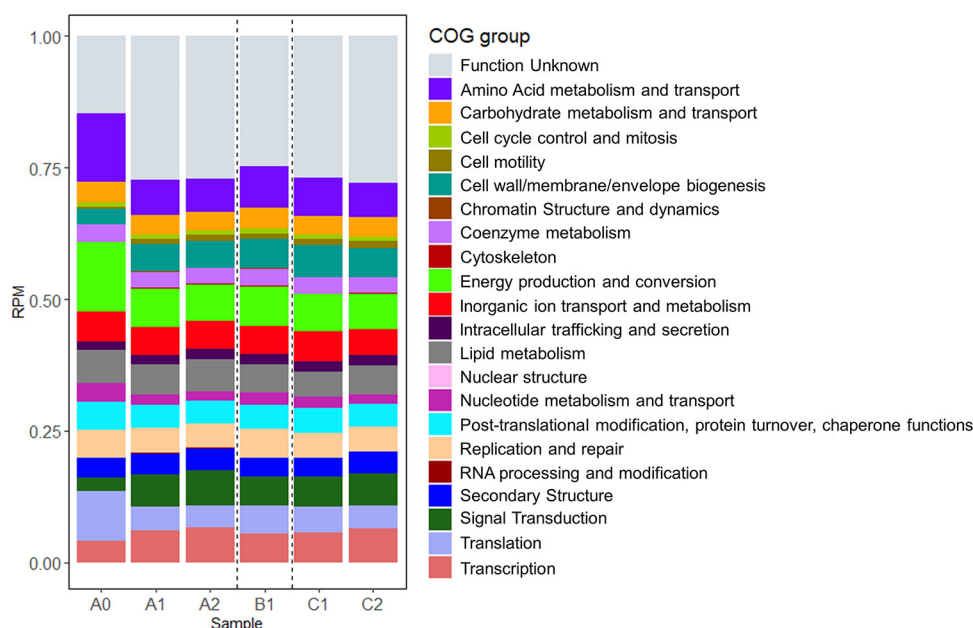 COG group
1.00
0.75
0.50
0.25
0.00
RPM
A0 A1 A2 B1 C1 C2
Sample
Function Unknown
Amino Acid metabolism and transport
Carbohydrate metabolism and transport
Cell cycle control and mitosis
Cell motility
Cell wall/membrane/envelope biogenesis
Chromatin Structure and dynamics
Coenzyme metabolism
Cytoskeleton
Energy production and conversion
Inorganic ion transport and metabolism
Intracellular trafficking and secretion
Lipid metabolism
Nuclear structure
Nucleotide metabolism and transport
Post-translational modification, protein turnover, chaperone functions
Replication and repair
RNA processing and modification
Secondary Structure
Signal Transduction
Translation
Transcription